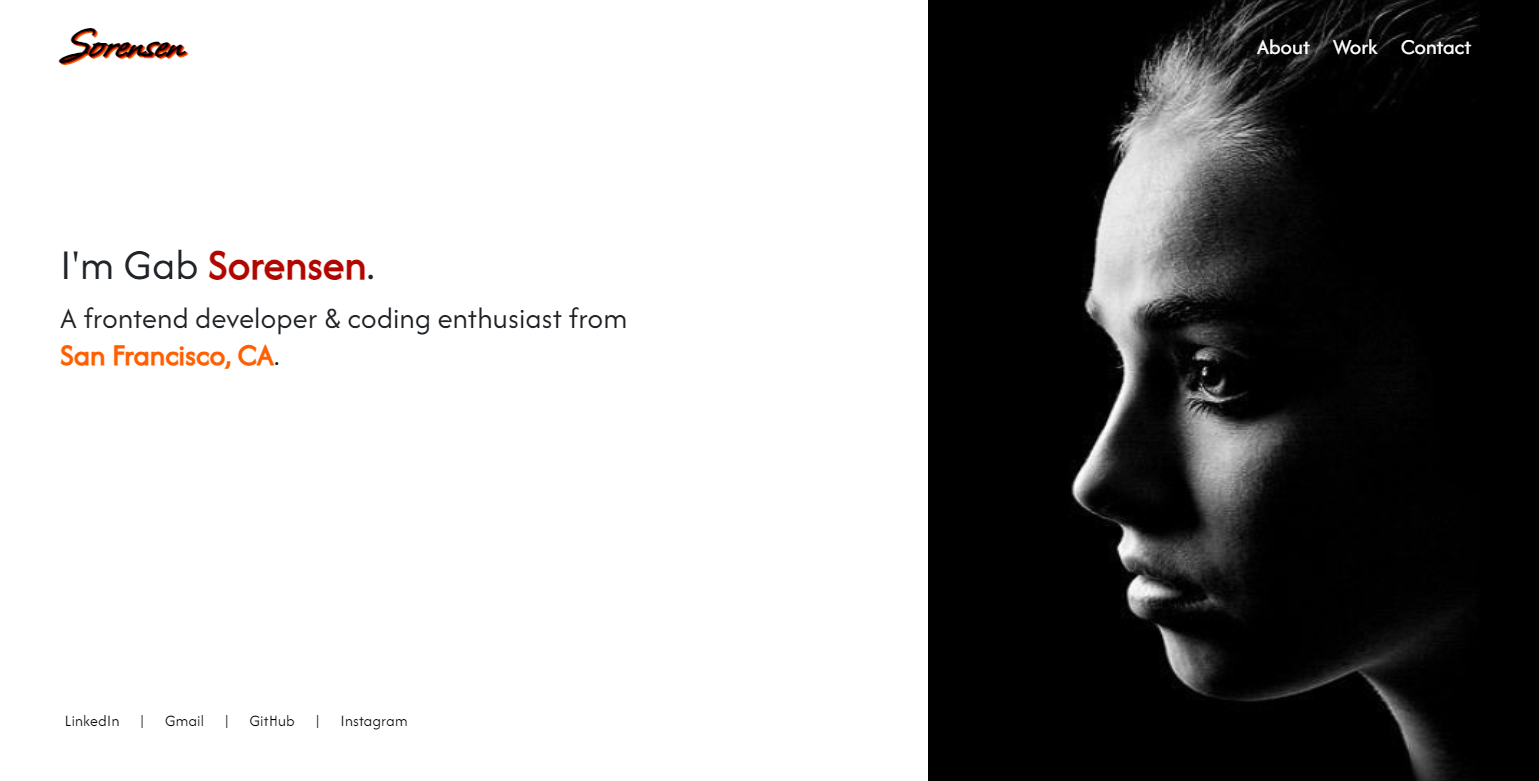 Sorensen
About Work Contact
I'm Gab Sorensen.
A frontend developer & coding enthusiast from
San Francisco, CA.
LinkedIn | Gmail | GitHub | Instagram